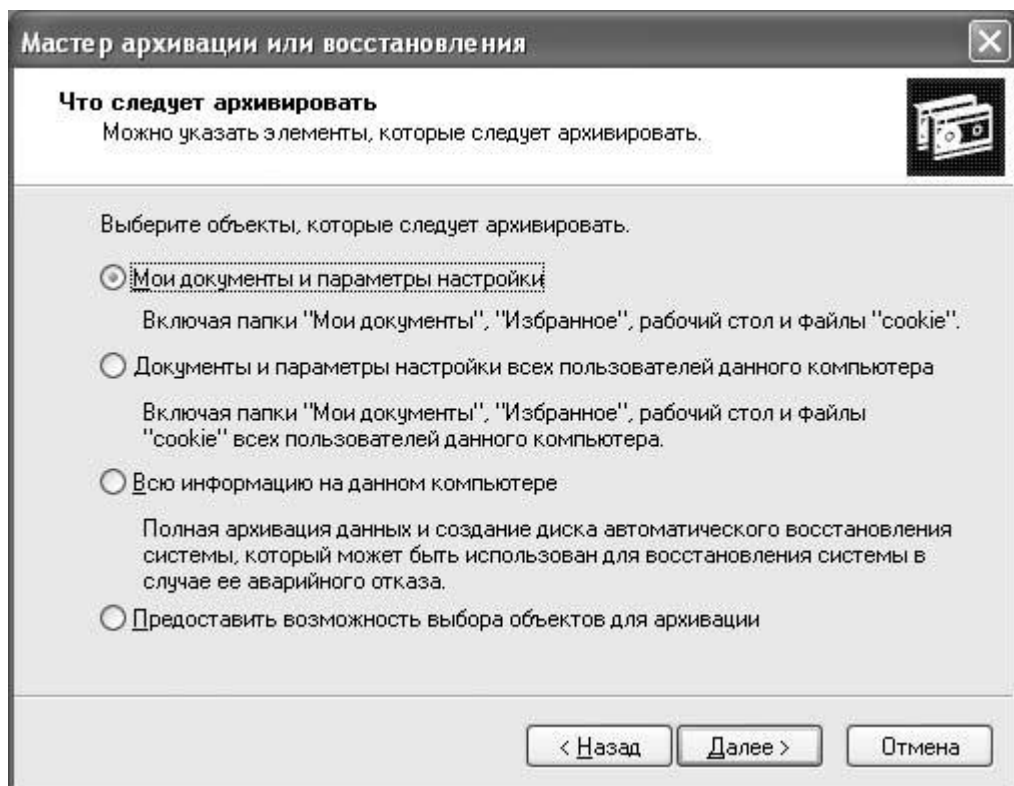 Мастер архивации или восстановления
Что следует архивировать
Можно указать элементы, которые следует архивировать.
Выберите объекты, которые следует архивировать.
Мои документы и параметры настройки
Включая папки "Мои документы", "Избранное", рабочий стол и файлы "cookie".
Документы и параметры настройки всех пользователей данного компьютера
Включая папки "Мои документы", "Избранное", рабочий стол и файлы
"cookie" всех пользователей данного компьютера.
Всю информацию на данном компьютере
Полная архивация данных и создание диска автоматического восстановления
системы, который может быть использован для восстановления системы в
случае ее аварийного отказа.
Предоставить возможность выбора объектов для архивации
< Назад Далее > Отмена